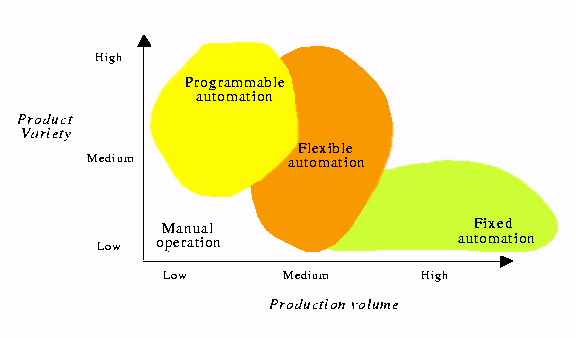 High
Programmable
automation
Product
Variety
Flexible
automation
Medium
Manual
operation
Fixed
automation
Low
Low
Medium
High
Production volume